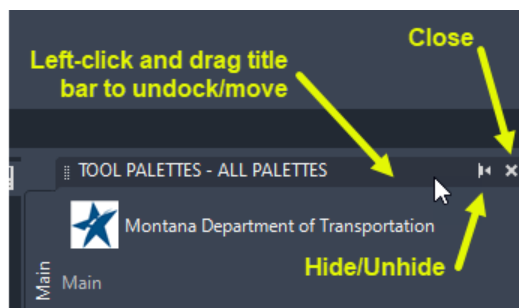 Close
Left-click and drag title
bar to undock/move
TOOL PALETTES - ALL PALETTES
Montana Department of Transportation
Main
Main
Hide/Unhide